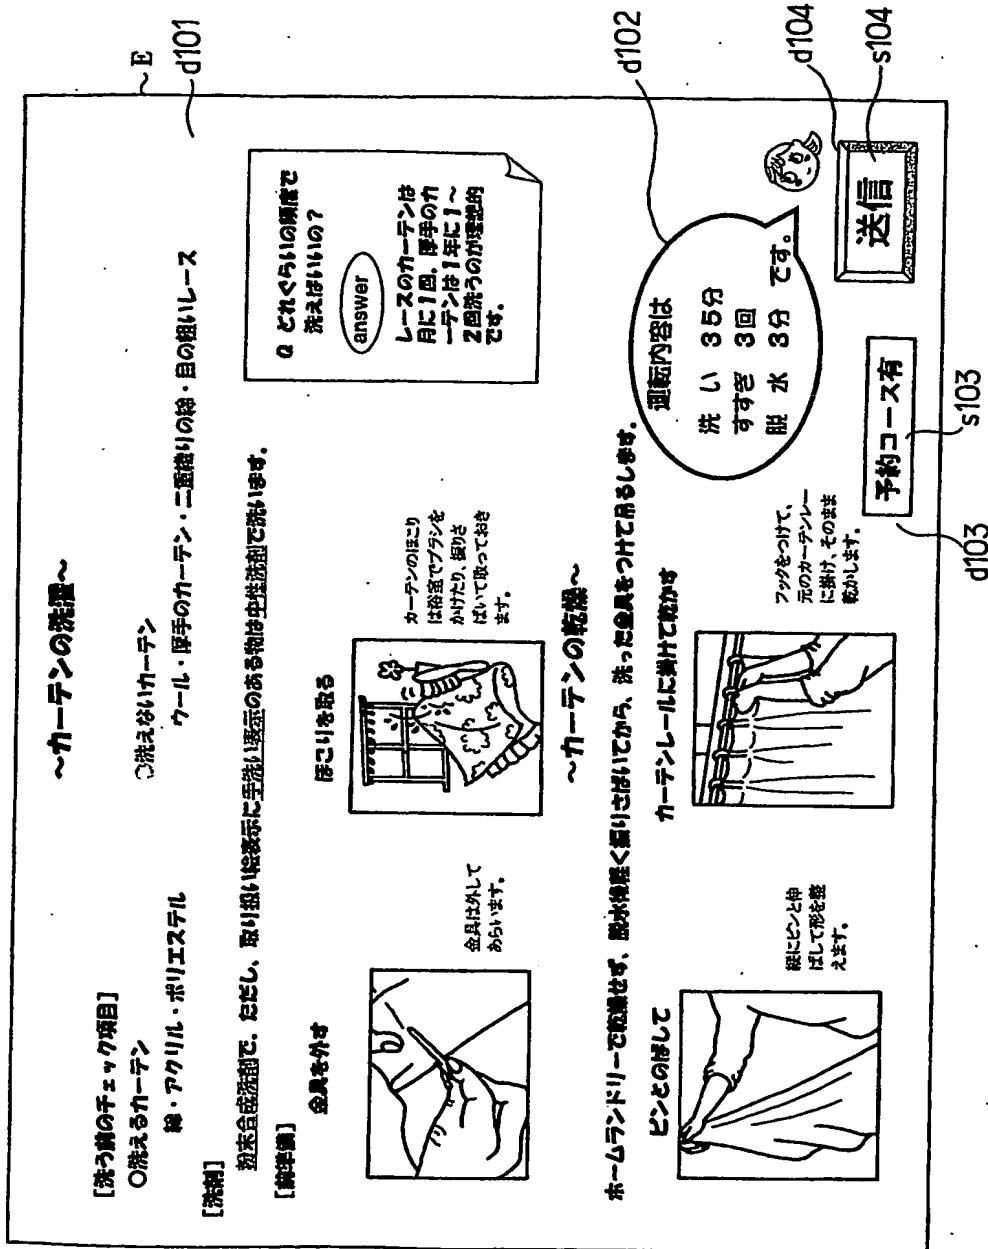 E
d101
～カーテンの洗濯～
[洗う前のチェック項目]
○洗えるカーテン
綿・アクリル・ポリエステル
○洗えないカーテン
ウール・厚手のカーテン・二重織りの綿・目の粗いレース
[洗剤]
粉末合成洗剤で。ただし、取り扱い絵表示に手洗い表示のある物は中性洗剤で洗います。
[前準備]
金具を外す
金具は外して
あらいます。
ほこりを取る
カーテンのほこり
は浴室でブラシを
かけたり、振りさ
ばいて取っておき
ます。
Q どれぐらいの頻度で
洗えばいいの？
answer
レースのカーテンは
月に1回、厚手のカ
ーテンは1年に1～
2回洗うのが理想的
です。
～カーテンの乾燥～
ホームランドリーで乾燥せず、脱水後軽く振りさばいてから、洗った金具をつけて吊るします。
ピンとのばして
縦にピンと伸
ばして形を整
えます。
カーテンレールに掛けて乾かす
フックをつけて、
元のカーテンレー
に掛け、そのまま
乾かします。
運転内容は
洗い 35分
すすぎ 3回
脱水 3分 です。
d102
予約コース有
送信
d104
s104
s103
d103